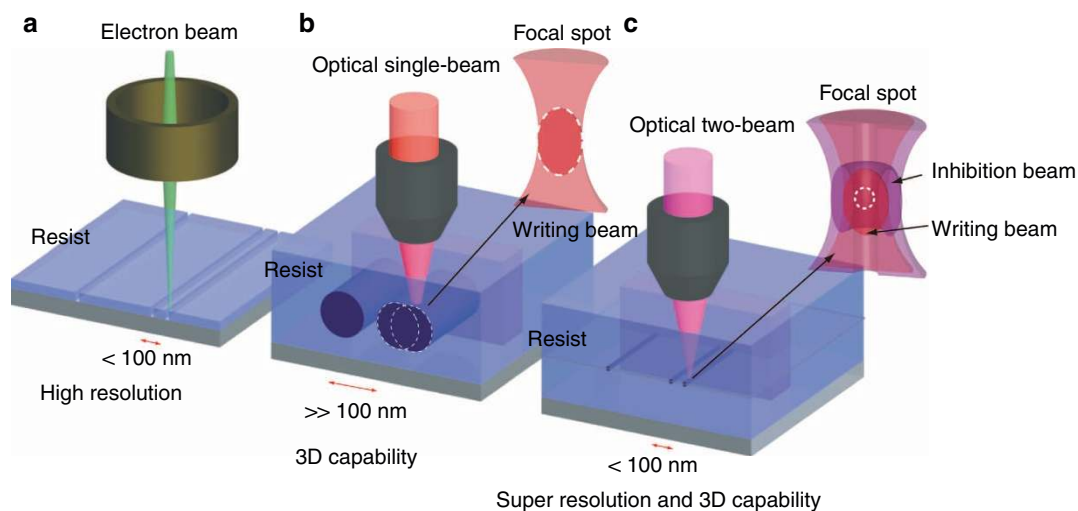 a
Electron beam
Resist
< 100 nm
High resolution
b
Optical single-beam
Focal spot
Writing beam
Resist
>> 100 nm
3D capability
c
Optical two-beam
Focal spot
Inhibition beam
Writing beam
Resist
< 100 nm
Super resolution and 3D capability